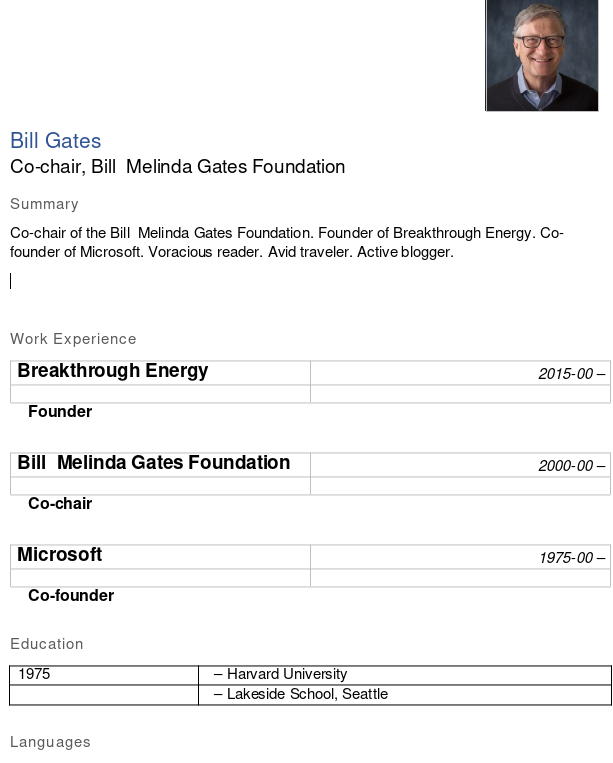 Bill Gates
Co-chair, Bill  Melinda Gates Foundation
Summary
Co-chair of the Bill  Melinda Gates Foundation. Founder of Breakthrough Energy. Co-
founder of Microsoft. Voracious reader. Avid traveler. Active blogger.
Work Experience
Breakthrough Energy 2015-00 –
Founder
Bill  Melinda Gates Foundation 2000-00 –
Co-chair
Microsoft 1975-00 –
Co-founder
Education
1975 – Harvard University
– Lakeside School, Seattle
Languages